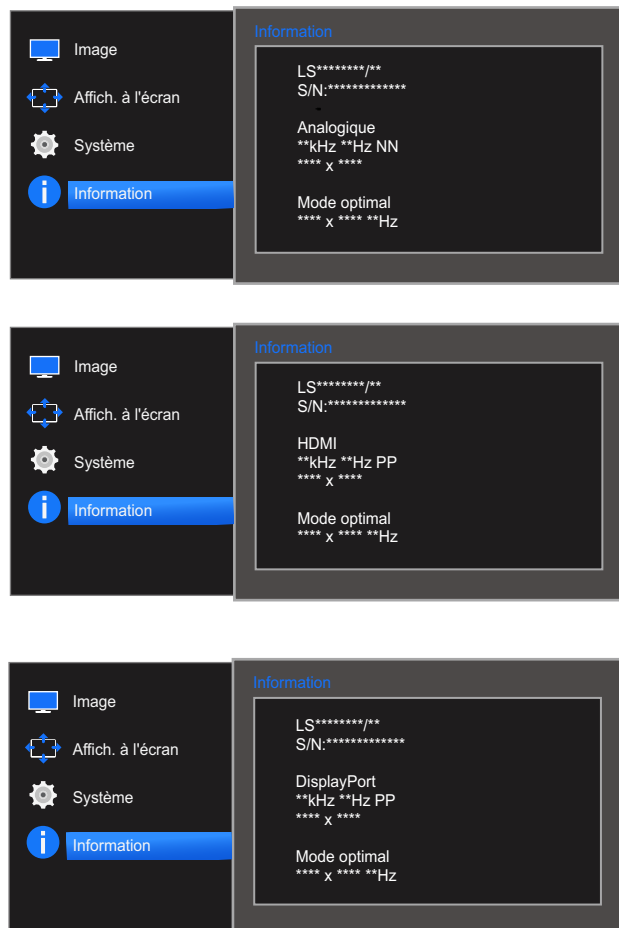 Image
Affich. à l'écran
Système
Information
Information
LS********/**
S/N:*************
Analogique
**kHz **Hz NN
**** x ****
Mode optimal
**** x **** **Hz
Image
Affich. à l'écran
Système
Information
Information
LS********/**
S/N:*************
HDMI
**kHz **Hz PP
**** x ****
Mode optimal
**** x **** **Hz
Image
Affich. à l'écran
Système
Information
Information
LS********/**
S/N:*************
DisplayPort
**kHz **Hz PP
**** x ****
Mode optimal
**** x **** **Hz